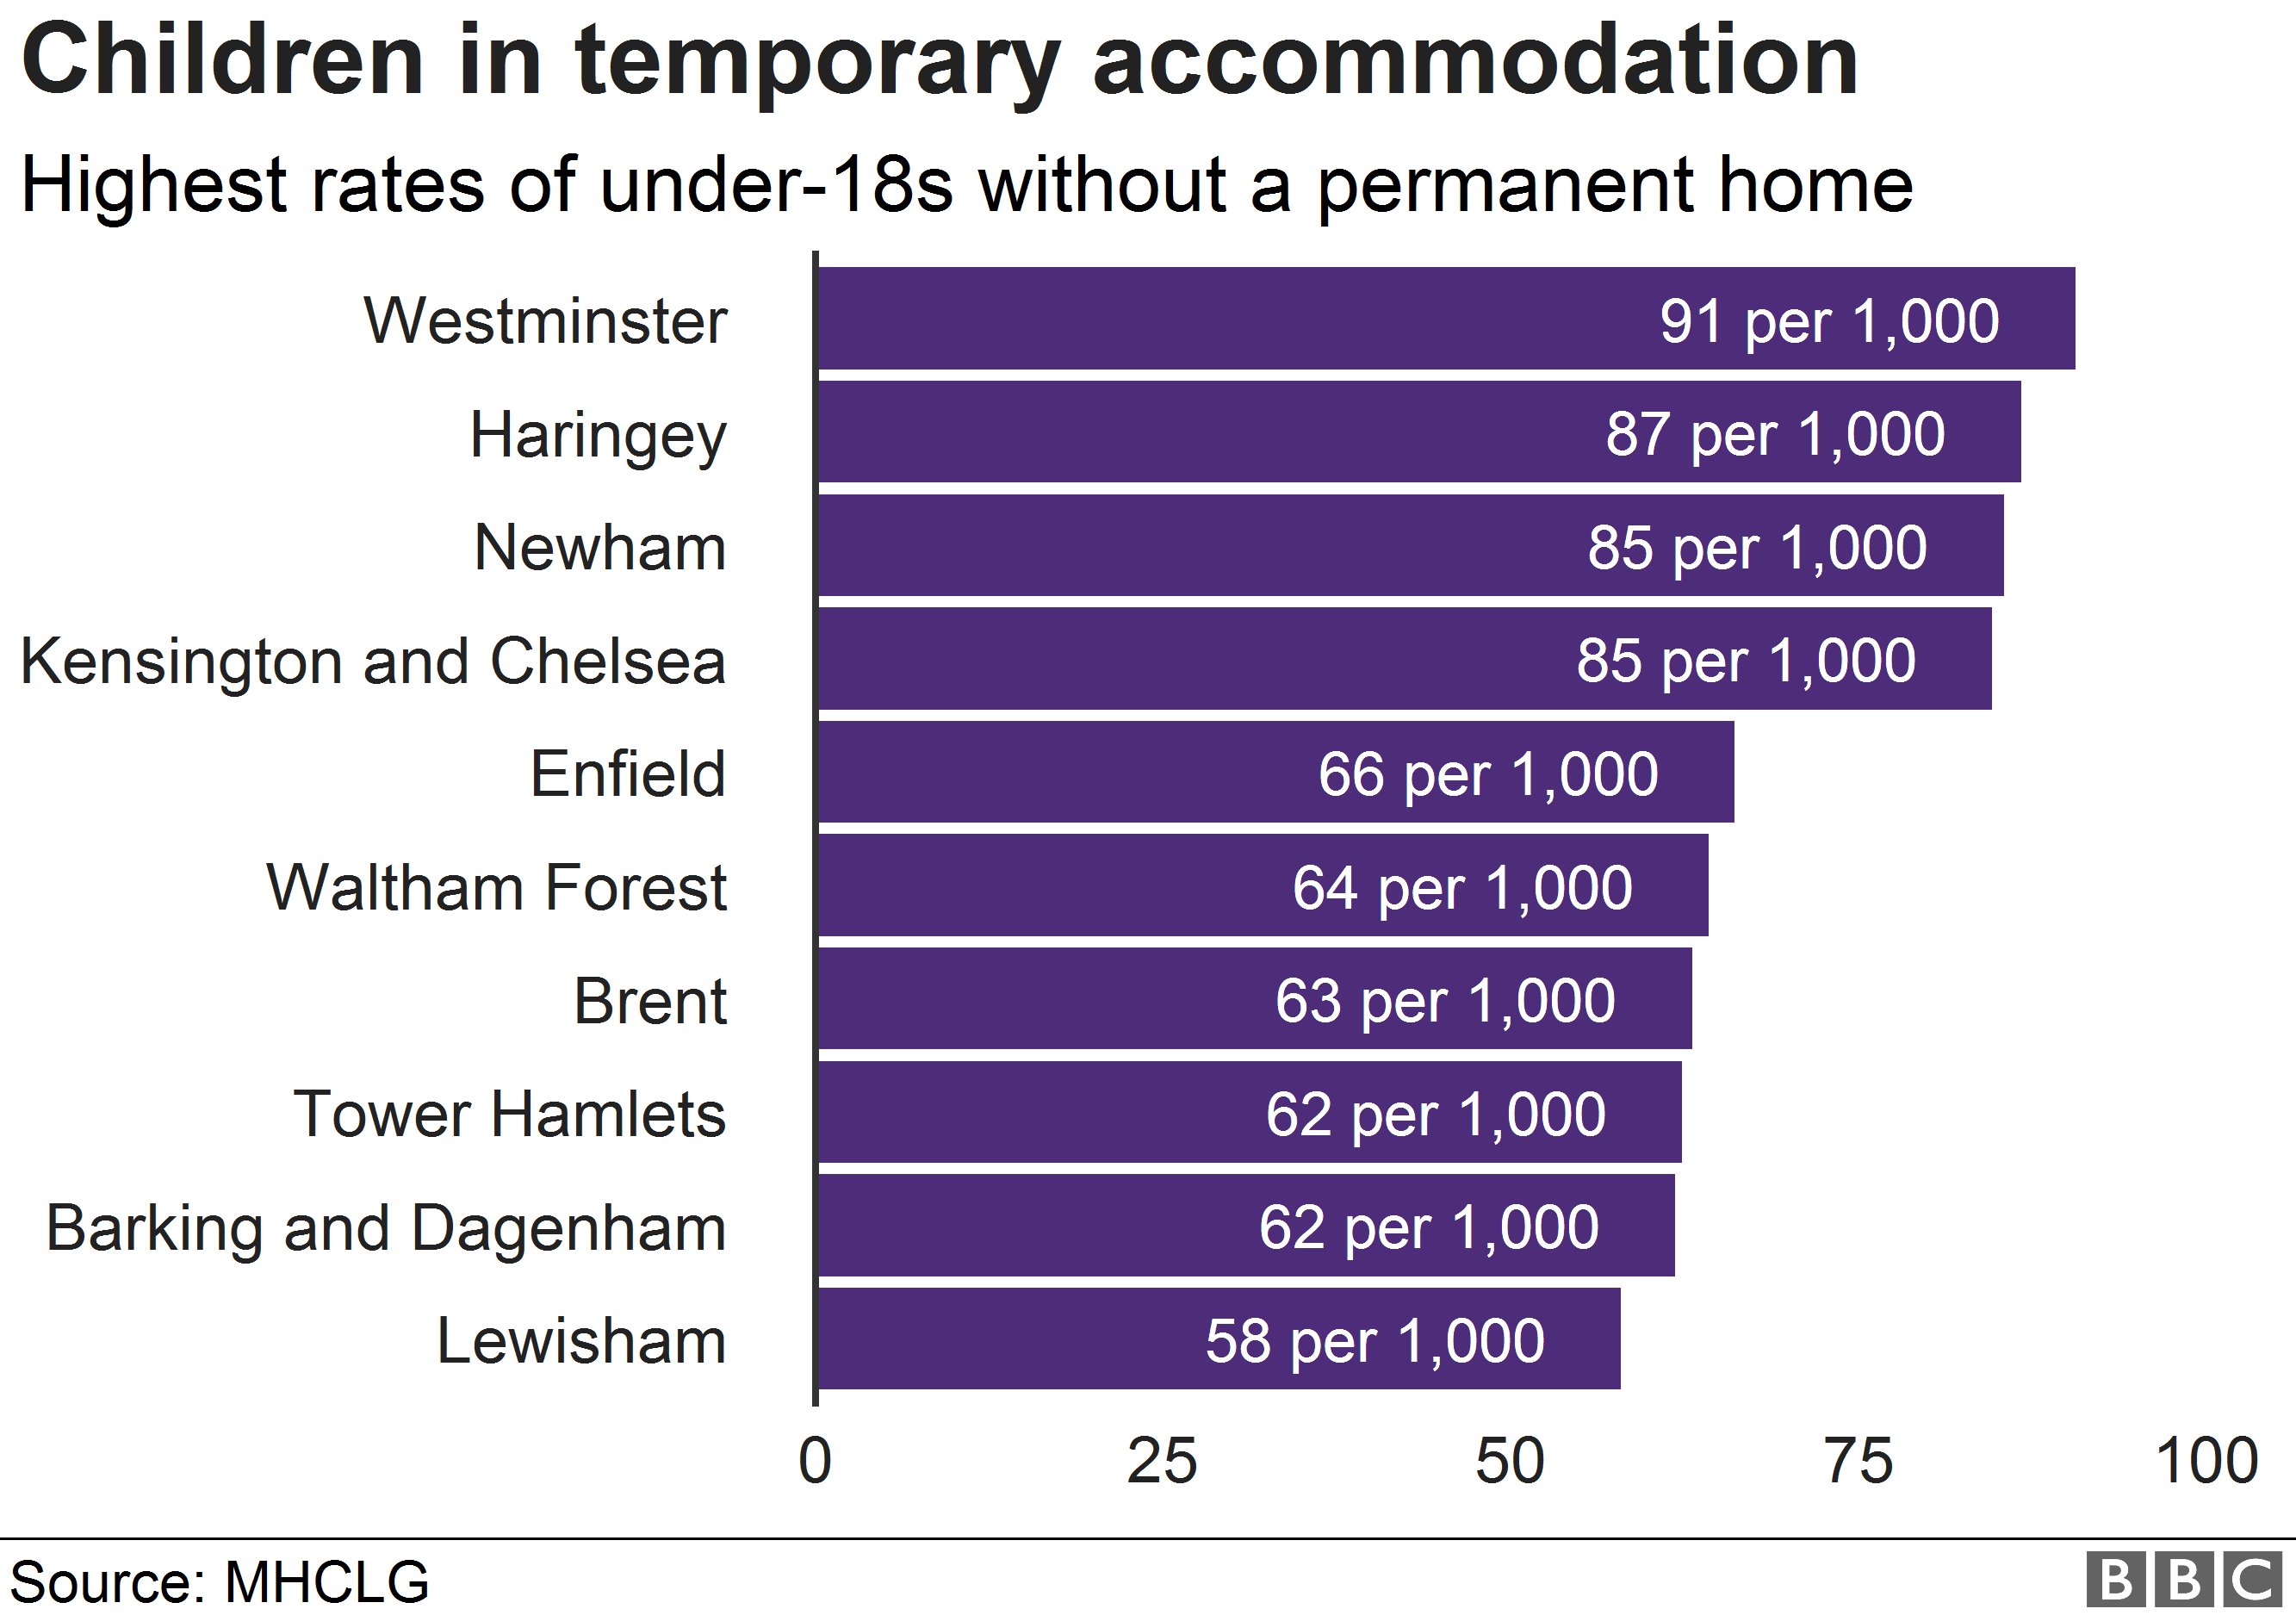 Children in temporary accommodation
Highest rates of under-18s without a permanent home
Westminster 91 per 1,000
Haringey 87 per 1,000
Newham 85 per 1,000
Kensington and Chelsea 85 per 1,000
Enfield 66 per 1,000
Waltham Forest 64 per 1,000
Brent 63 per 1,000
Tower Hamlets 62 per 1,000
Barking and Dagenham 62 per 1,000
Lewisham 58 per 1,000
0 25 50 75 100
Source: MHCLG BBC